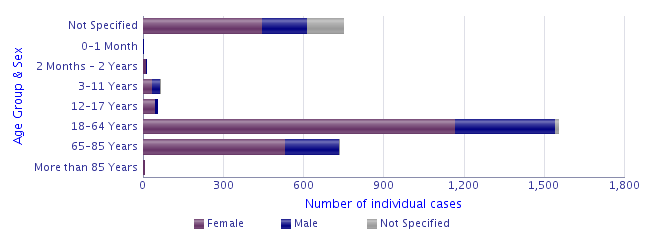 Age Group & Sex
Not Specified
0-1 Month
2 Months - 2 Years
3-11 Years
12-17 Years
18-64 Years
65-85 Years
More than 85 Years
0 300 600 900 1,200 1,500 1,800
Number of individual cases
Female Male Not Specified